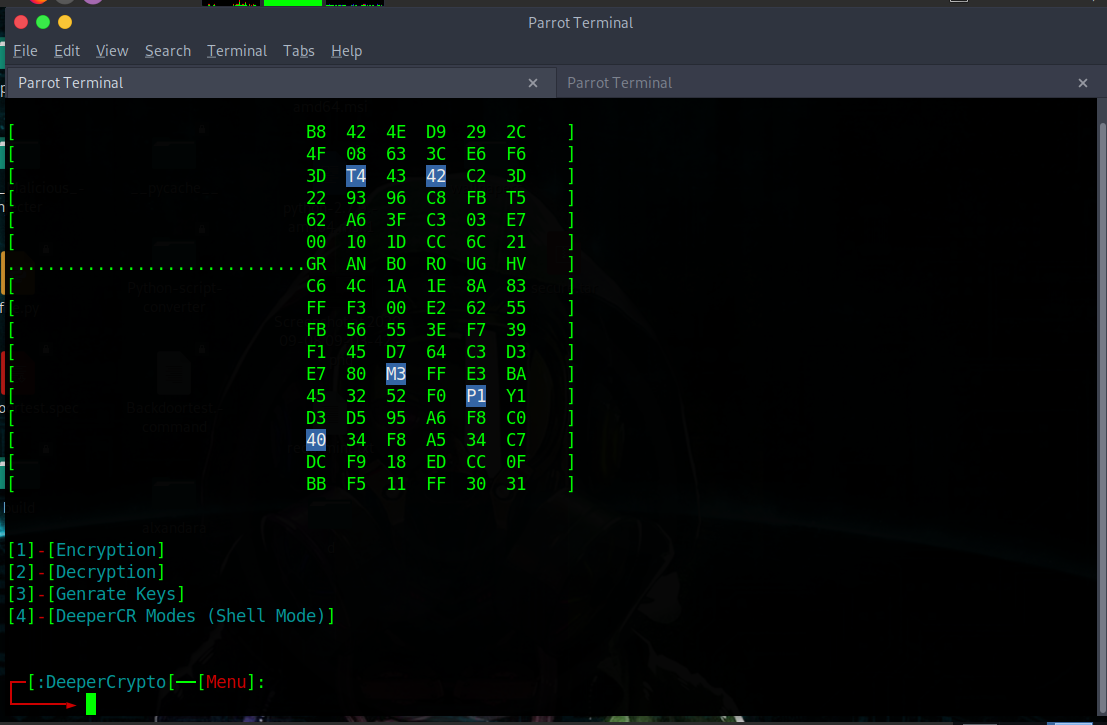 Parrot Terminal
File Edit View Search Terminal Tabs Help
Parrot Terminal × Parrot Terminal ×
[ B8 42 4E D9 29 2C ]
[ 4F 08 63 3C E6 F6 ]
[ 3D T4 43 42 C2 3D ]
[ 22 93 96 C8 FB T5 ]
[ 62 A6 3F C3 03 E7 ]
[ 00 10 1D CC 6C 21 ]
..............................GR AN BO RO UG HV ]
[ C6 4C 1A 1E 8A 83 ]
[ FF F3 00 E2 62 55 ]
[ FB 56 55 3E F7 39 ]
[ F1 45 D7 64 C3 D3 ]
[ E7 80 M3 FF E3 BA ]
[ 45 32 52 F0 P1 Y1 ]
[ D3 D5 95 A6 F8 C0 ]
[ 40 34 F8 A5 34 C7 ]
[ DC F9 18 ED CC 0F ]
[ BB F5 11 FF 30 31 ]
[1]-[Encryption]
[2]-[Decryption]
[3]-[Genrate Keys]
[4]-[DeeperCR Modes (Shell Mode)]
[:DeeperCrypto[──[Menu]: